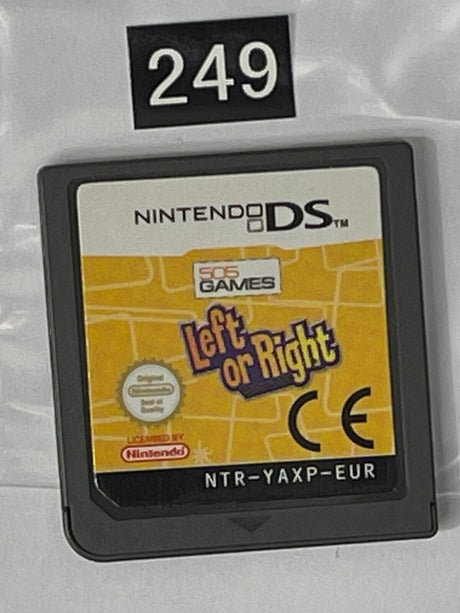 249
NINTENDO DS™
505
GAMES
Left
or Right
Original
Nintendo
Seal of
Quality
LICENSED BY
Nintendo
CE
NTR-YAXP-EUR